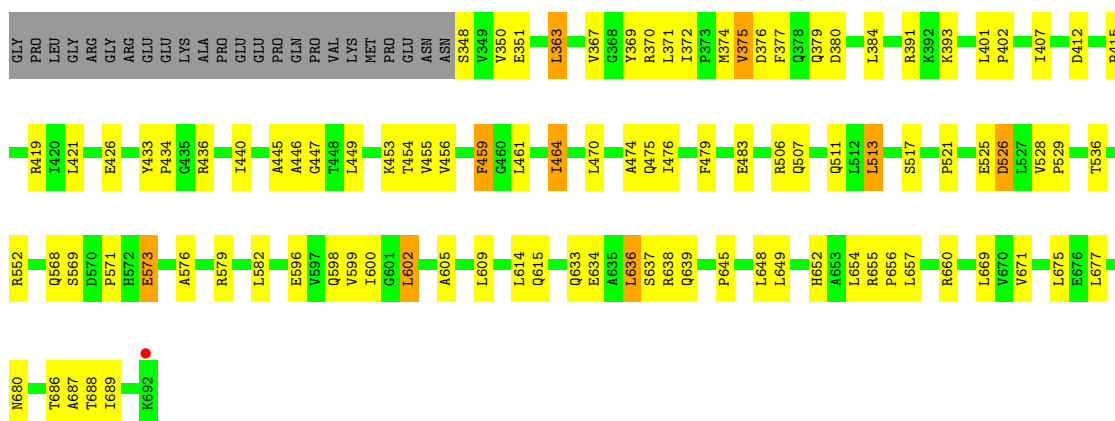 GLY PRO LEU GLY ARG GLY ARG GLU GLU LYS ALA PRO GLU GLU PRO GLN PRO VAL LYS MET PRO GLU ASN ASN S348 V349 V350 E351 L363 V367 G368 Y369 R370 L371 I372 P373 M374 V375 D376 F377 Q378 Q379 D380 L384 R391 K392 K393 L401 P402 I407 D412
R419 I420 L421 E426 Y433 P434 G435 R436 I440 A445 A446 G447 T448 L449 K453 T454 V455 V456 F459 G460 L461 I464 L470 A474 Q475 I476 F479 E483 R506 Q507 Q511 L512 L513 S517 P521 E525 D526 L527 V528 P529 T536
R552 Q568 S569 D570 P571 H572 E573 A576 R579 L582 E596 V597 Q598 V599 I600 G601 L602 A605 L609 L614 Q615 Q633 E634 A635 L636 S637 R638 Q639 P645 L648 L649 H652 A653 L654 R655 P656 L657 R660 L669 V670 V671 L675 E676 L677
N680 T686 A687 T688 I689 K692